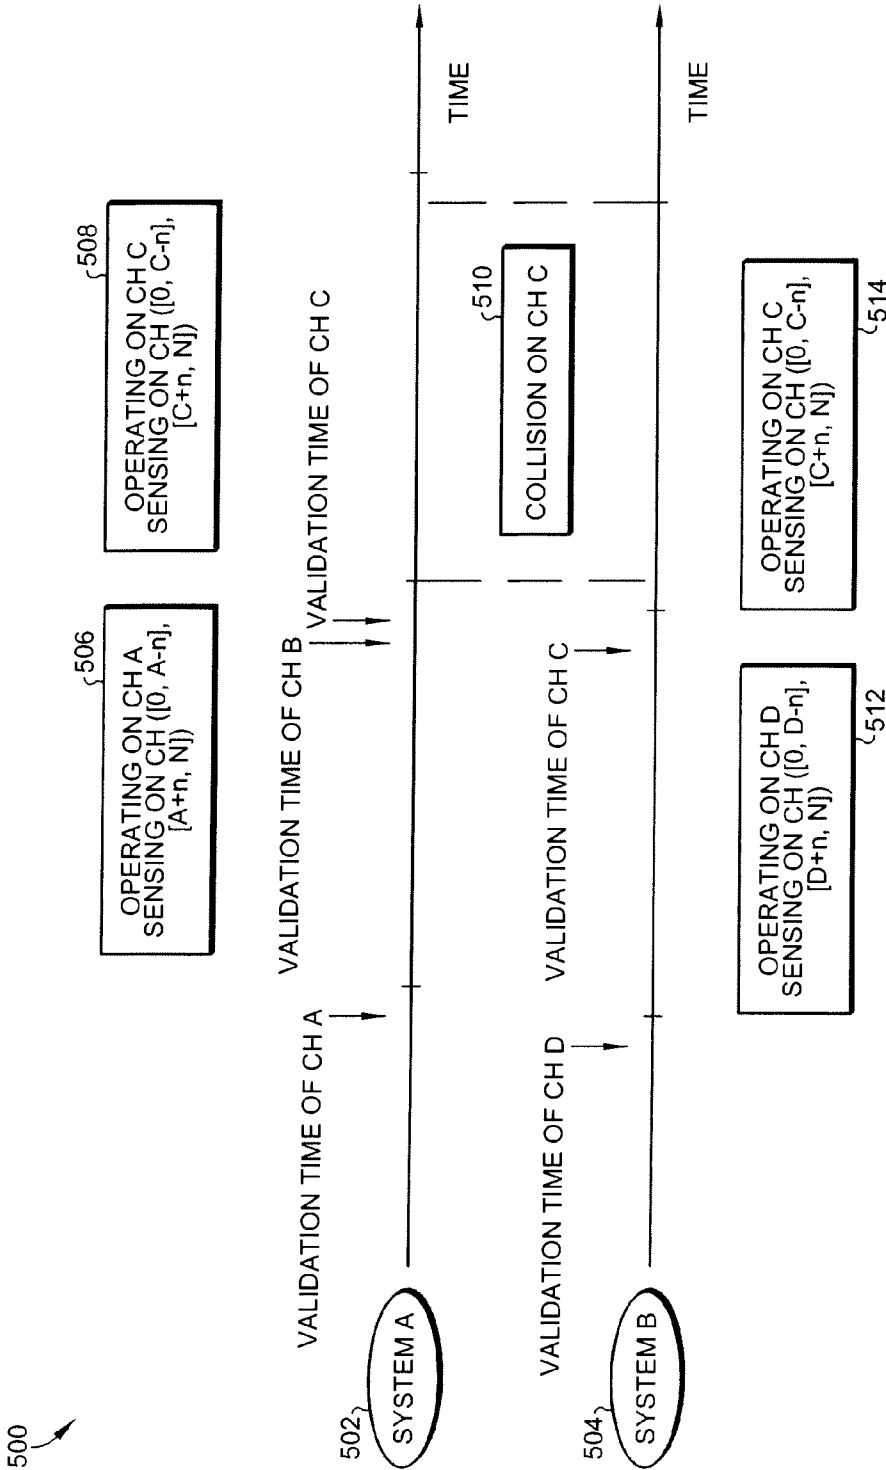 500
506
OPERATING ON CH A
SENSING ON CH ([0, A-n],
[A+n, N])
508
OPERATING ON CH C
SENSING ON CH ([0, C-n],
[C+n, N])
VALIDATION TIME OF CH A
VALIDATION TIME OF CH B
VALIDATION TIME OF CH C
502
SYSTEM A
TIME
510
COLLISION ON CH C
VALIDATION TIME OF CH D
VALIDATION TIME OF CH C
504
SYSTEM B
TIME
OPERATING ON CH D
SENSING ON CH ([0, D-n],
[D+n, N])
512
OPERATING ON CH C
SENSING ON CH ([0, C-n],
[C+n, N])
514